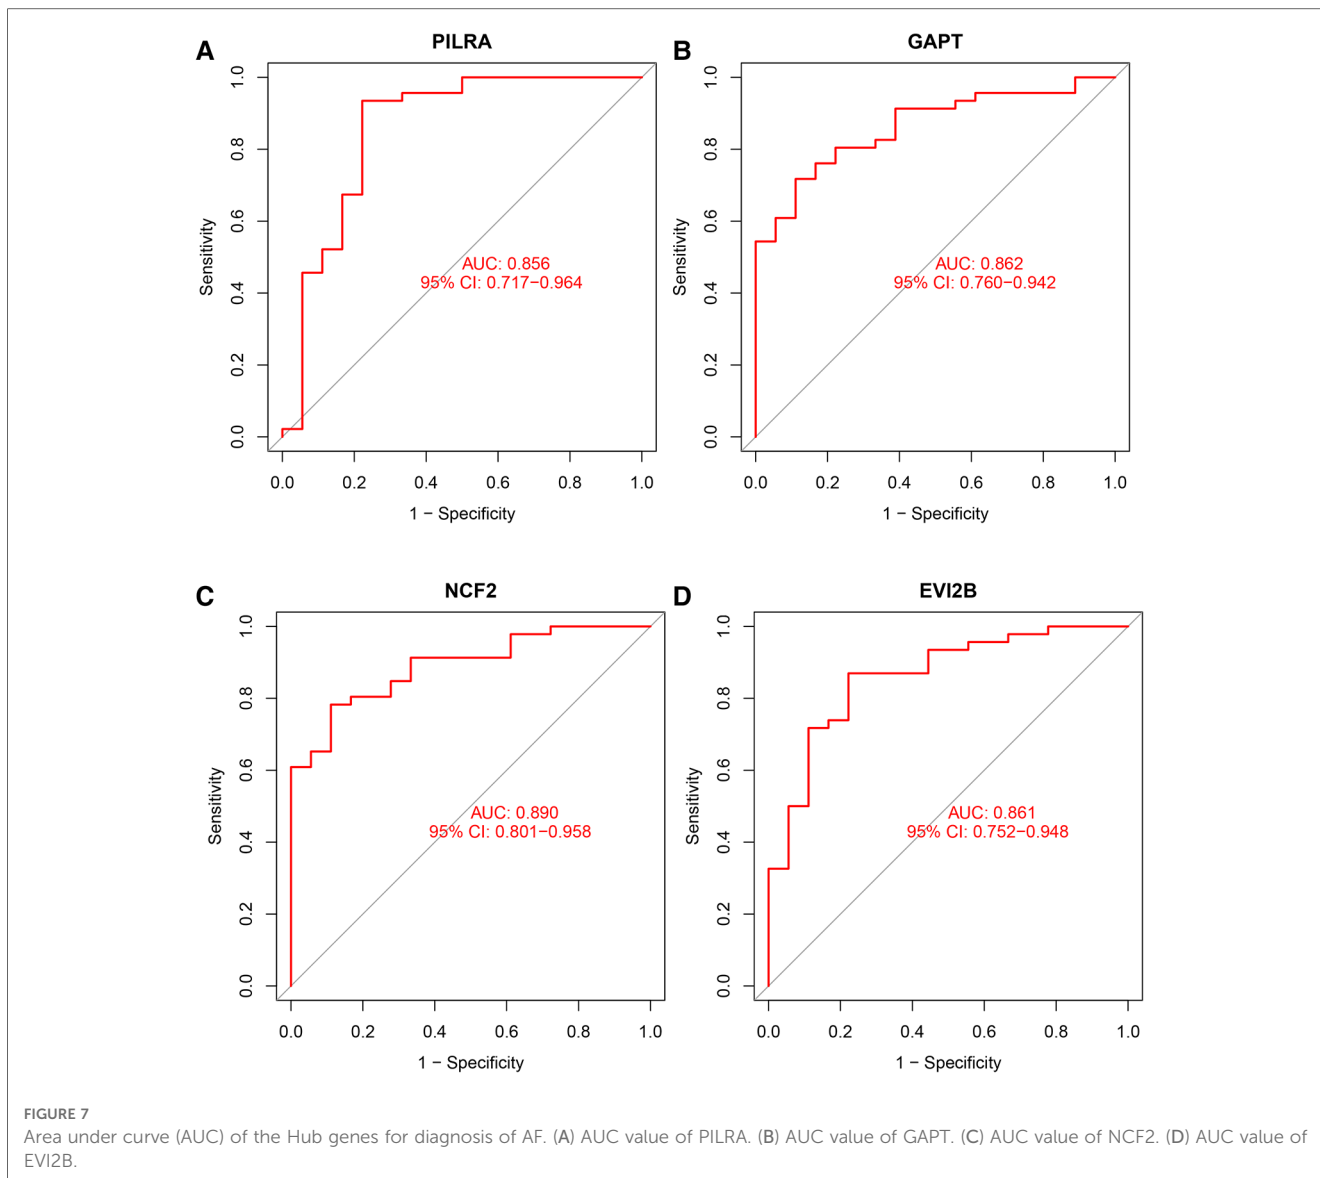 A
PILRA
1.0
0.8
0.6
0.4
0.2
0.0
Sensitivity
AUC: 0.856
95% CI: 0.717−0.964
0.0 0.2 0.4 0.6 0.8 1.0
1 − Specificity
B
GAPT
1.0
0.8
0.6
0.4
0.2
0.0
Sensitivity
AUC: 0.862
95% CI: 0.760−0.942
0.0 0.2 0.4 0.6 0.8 1.0
1 − Specificity
C
NCF2
1.0
0.8
0.6
0.4
0.2
0.0
Sensitivity
AUC: 0.890
95% CI: 0.801−0.958
0.0 0.2 0.4 0.6 0.8 1.0
1 − Specificity
D
EVI2B
1.0
0.8
0.6
0.4
0.2
0.0
Sensitivity
AUC: 0.861
95% CI: 0.752−0.948
0.0 0.2 0.4 0.6 0.8 1.0
1 − Specificity
FIGURE 7
Area under curve (AUC) of the Hub genes for diagnosis of AF. (A) AUC value of PILRA. (B) AUC value of GAPT. (C) AUC value of NCF2. (D) AUC value of
EVI2B.